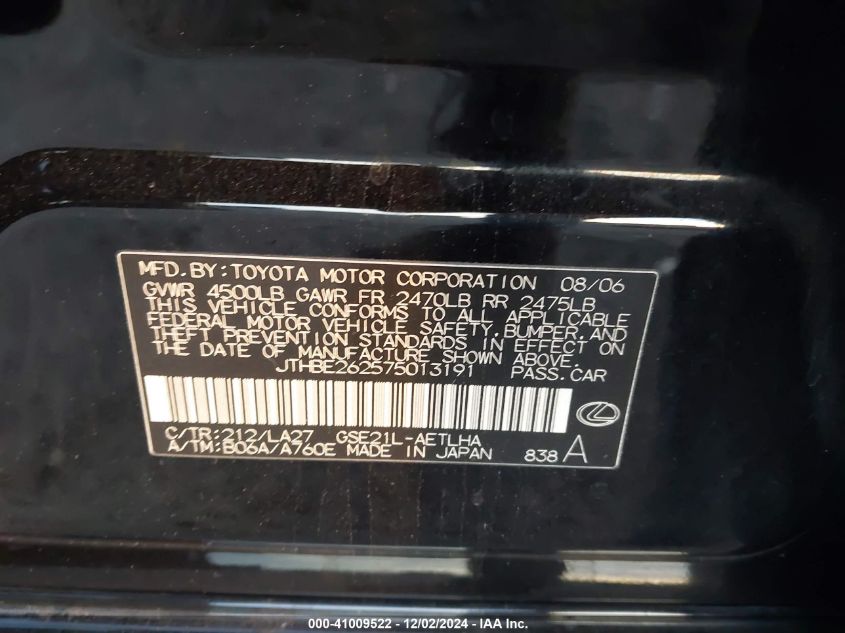 MFD. BY: TOYOTA MOTOR CORPORATION 08/06
GVWR 4500LB GAWR FR 2470LB RR 2475LB
THIS VEHICLE CONFORMS TO ALL APPLICABLE
FEDERAL MOTOR VEHICLE SAFETY, BUMPER, AND
THEFT PREVENTION STANDARDS IN EFFECT ON
THE DATE OF MANUFACTURE SHOWN ABOVE.
JTHBE262575013191 PASS. CAR
C/TR: 212/LA27 GSE21L-AETLHA
A/TM: B06A/A760E MADE IN JAPAN 838 A
000-41009522 - 12/02/2024 - IAA Inc.